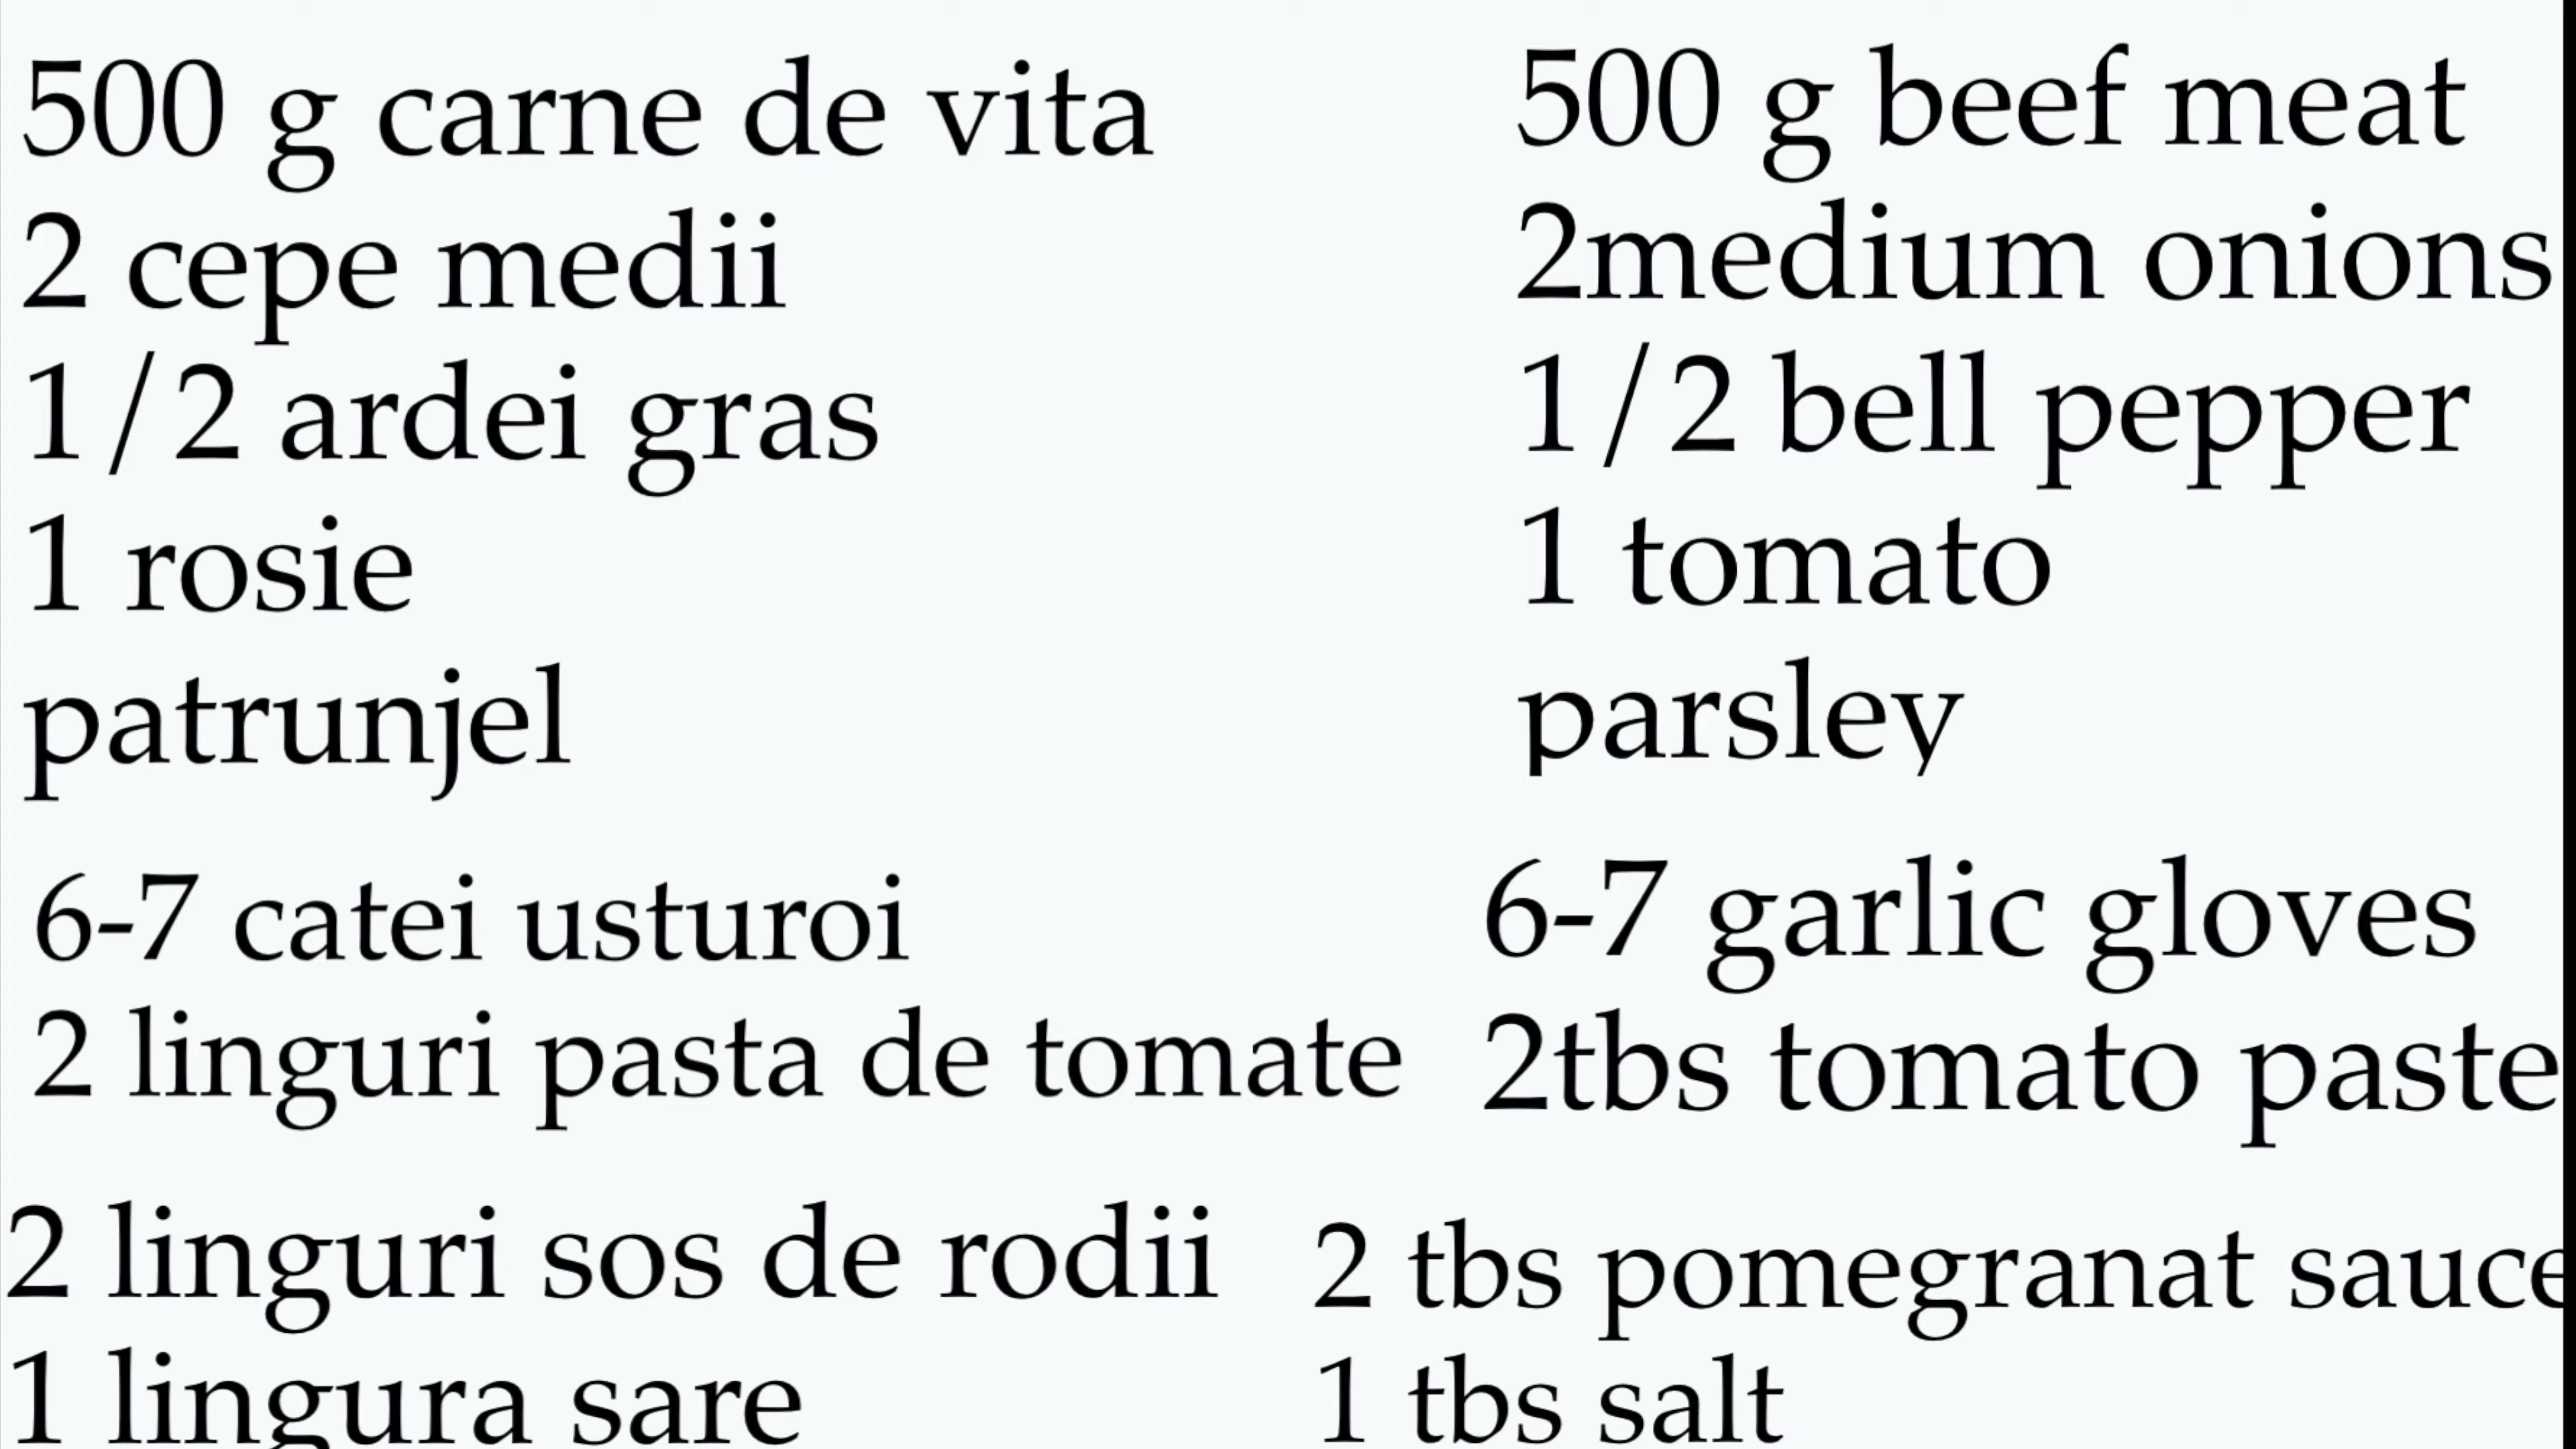 500 g carne de vita
2 cepe medii
1/2 ardei gras
1 rosie
patrunjel
6-7 catei usturoi
2 linguri pasta de tomate
2 linguri sos de rodii
1 lingura sare
500 g beef meat
2medium onions
1/2 bell pepper
1 tomato
parsley
6-7 garlic gloves
2tbs tomato paste
2 tbs pomegranat sauce
1 tbs salt